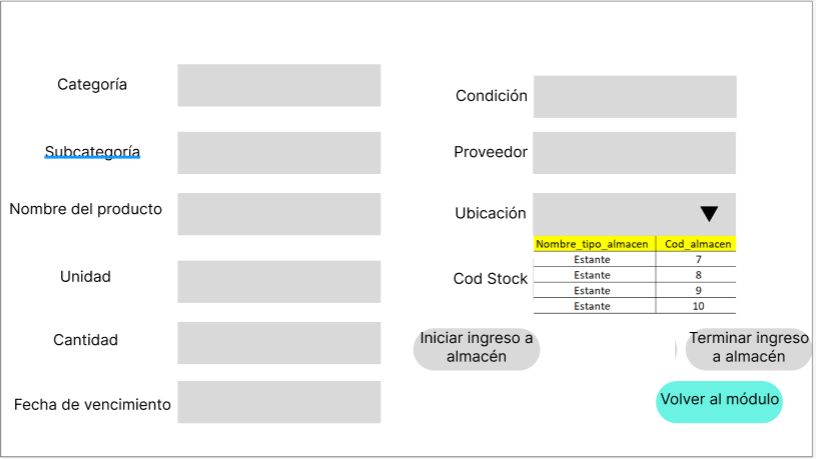 Categoría
Subcategoría
Nombre del producto
Unidad
Cantidad
Fecha de vencimiento
Condición
Proveedor
Ubicación
Nombre_tipo_almacen Cod_almacen
Estante 7
Estante 8
Estante 9
Estante 10
Cod Stock
Iniciar ingreso a
almacén
Terminar ingreso
a almacén
Volver al módulo